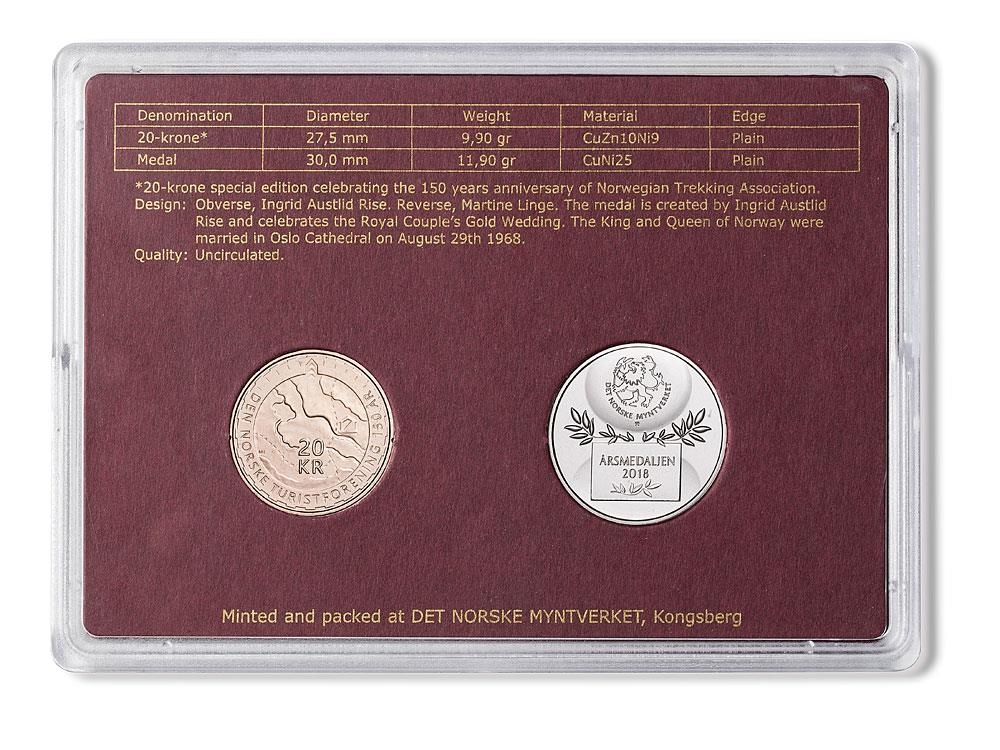 Denomination Diameter Weight Material Edge
20-krone* 27,5 mm 9,90 gr CuZn10Ni9 Plain
Medal 30,0 mm 11,90 gr CuNi25 Plain
*20-krone special edition celebrating the 150 years anniversary of Norwegian Trekking Association.
Design: Obverse, Ingrid Austlid Rise. Reverse, Martine Linge. The medal is created by Ingrid Austlid
Rise and celebrates the Royal Couple's Gold Wedding. The King and Queen of Norway were
married in Oslo Cathedral on August 29th 1968.
Quality: Uncirculated.
DEN NORSKE TURISTFORENING 150 ÅR
20
KR
DET NORSKE MYNTVERKET
ÅRSMEDALJEN
2018
Minted and packed at DET NORSKE MYNTVERKET, Kongsberg